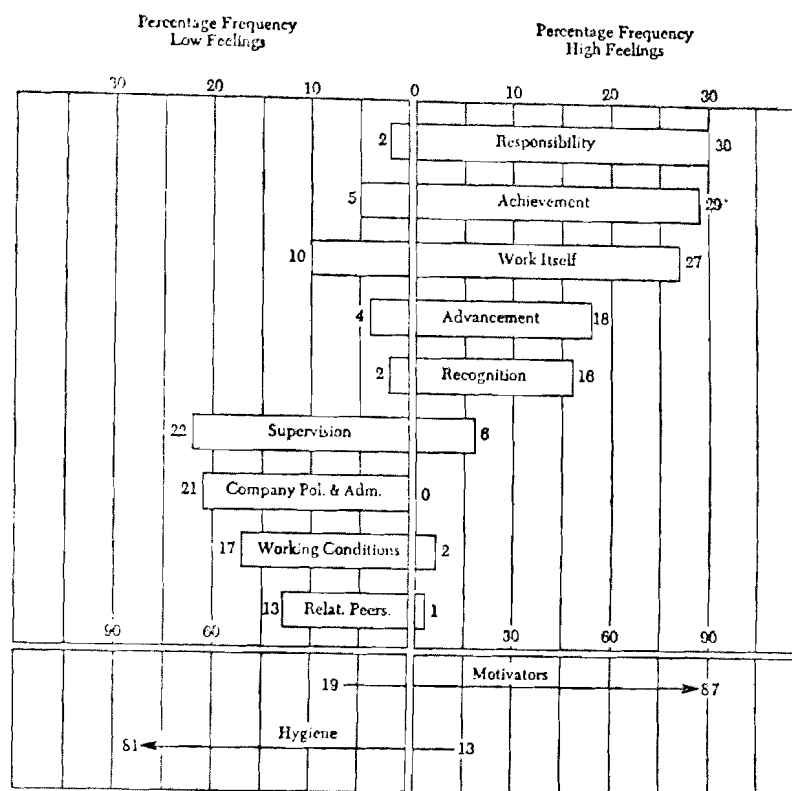 Percentage Frequency
Low Feelings
Percentage Frequency
High Feelings
30 20 10 0 10 20 30
2 Responsibility 30
5 Achievement 29
10 Work Itself 27
4 Advancement 18
2 Recognition 16
22 Supervision 6
21 Company Pol. & Adm. 0
17 Working Conditions 2
13 Relat. Peers. 1
90 60 30 60 90
Motivators
19 87
Hygiene
81 13